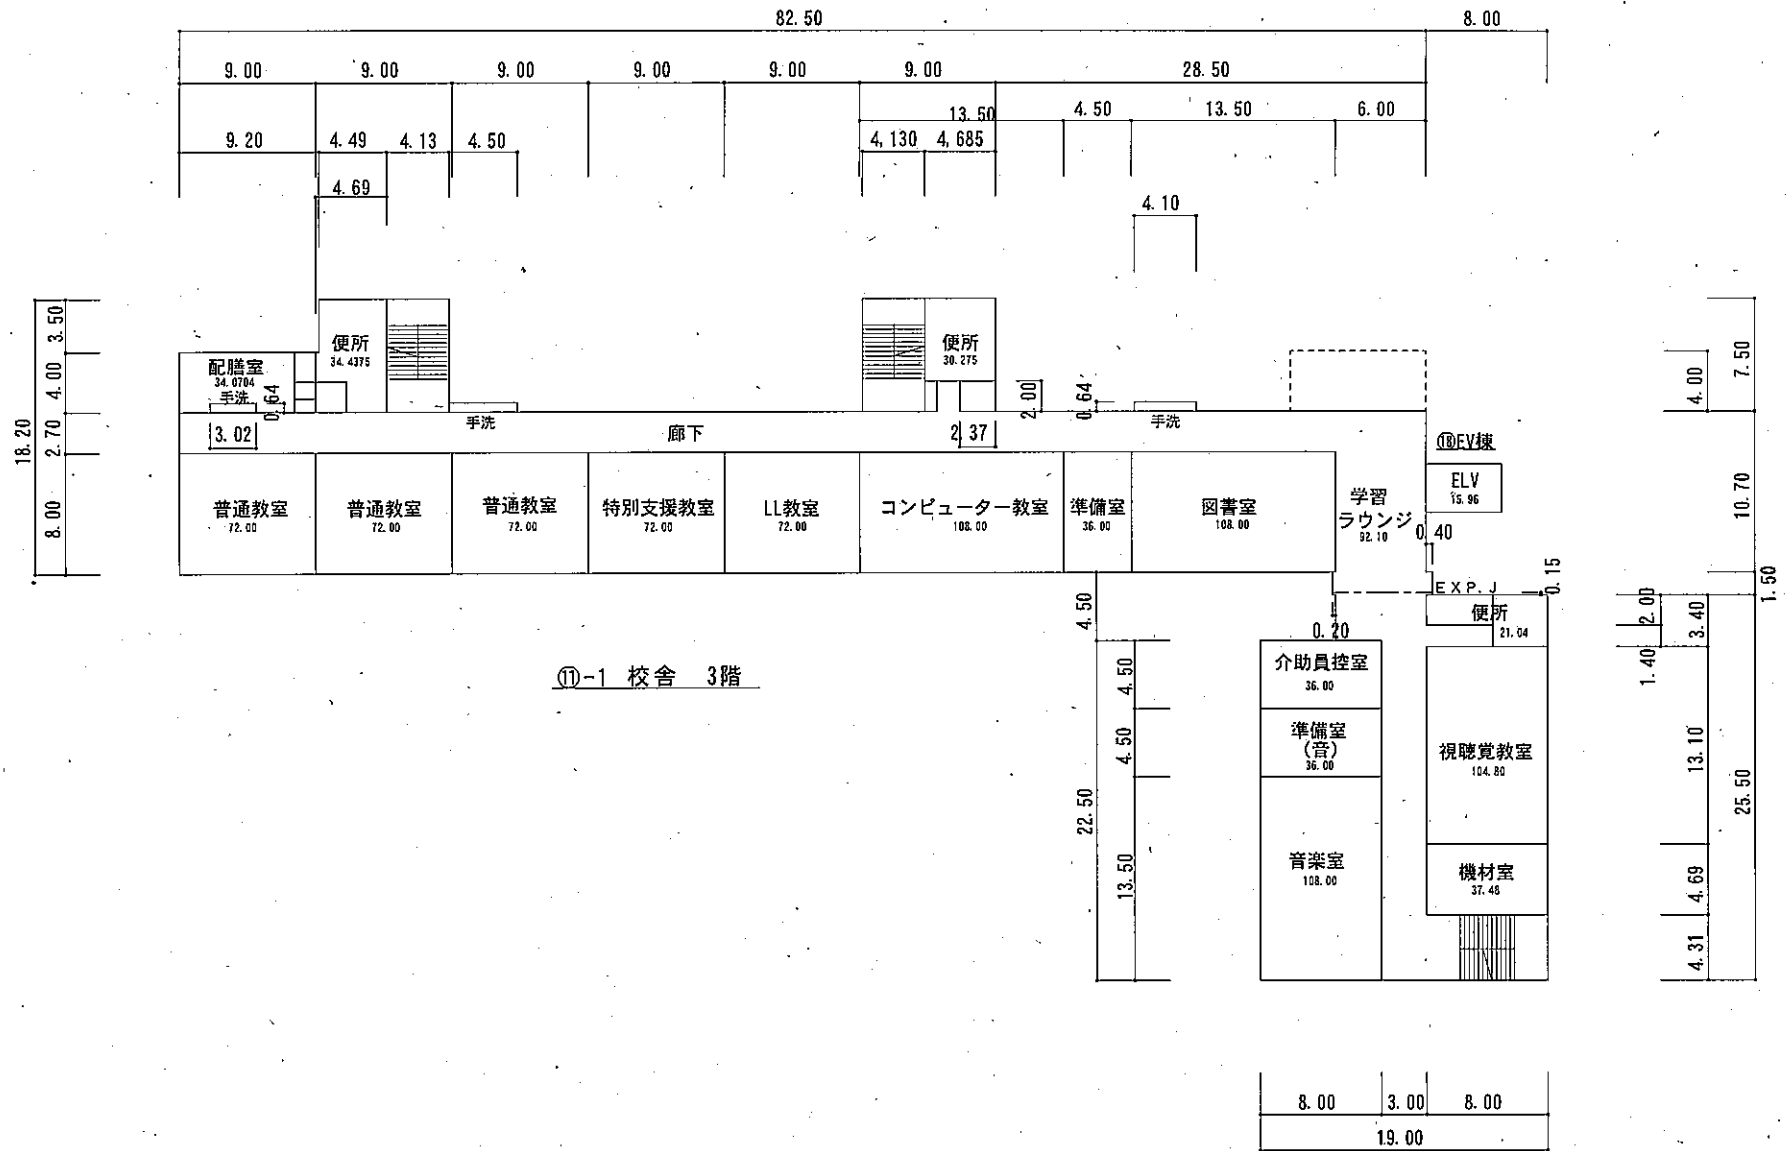 82.50
8.00
9.00
9.00
9.00
9.00
9.00
9.00
28.50
13.50
4.50
13.50
6.00
9.20
4.49
4.13
4.50
4,130
4,685
4.69
4.10
3.50
4.00
2.70
8.00
18.20
配膳室
34.0704
手洗
0.64
便所
34.4375
便所
30.275
2.00
0.64
7.50
4.00
3.02
手洗
廊下
2.37
手洗
⑱EV棟
ELV
15.96
普通教室
72.00
普通教室
72.00
普通教室
72.00
特別支援教室
72.00
LL教室
72.00
コンピューター教室
108.00
準備室
36.00
図書室
108.00
学習
ラウンジ
92.10
0.40
10.70
EXP.J
0.15
1.50
便所
21.04
2.00
3.40
1.40
4.50
0.20
⑪-1 校舎 3階
介助員控室
36.00
4.50
準備室
(音)
36.00
4.50
視聴覚教室
104.80
13.10
25.50
22.50
音楽室
108.00
13.50
機材室
37.48
4.69
4.31
8.00
3.00
8.00
19.00